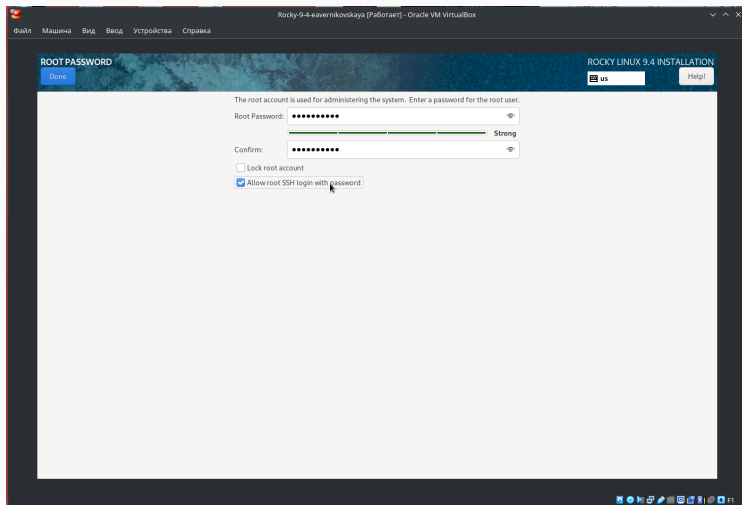 Rocky-9-4-eavernikovskaya [Работает] - Oracle VM VirtualBox
Файл Машина Вид Ввод Устройства Справка
ROOT PASSWORD
ROCKY LINUX 9.4 INSTALLATION
Done
us
Help!
The root account is used for administering the system. Enter a password for the root user.
Root Password: ●●●●●●●●●●
Strong
Confirm: ●●●●●●●●●●
Lock root account
Allow root SSH login with password
F1